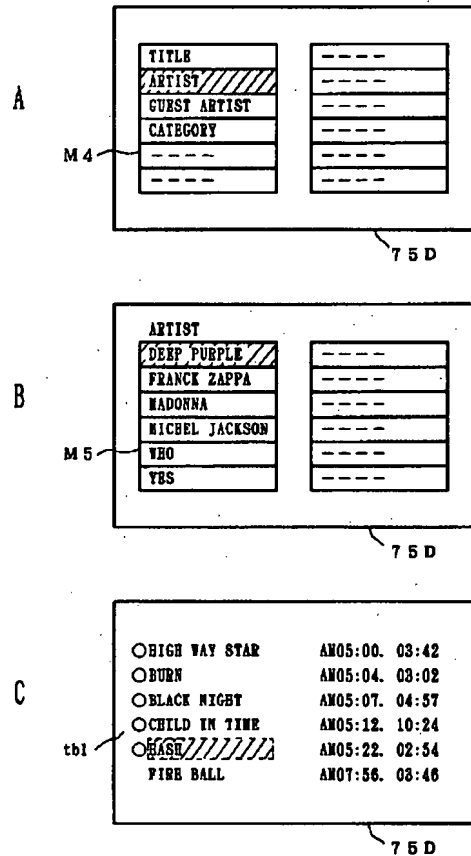 A
TITLE
ARTIST
GUEST ARTIST
CATEGORY
M4
75D
B
ARTIST
DEEP PURPLE
FRANCK ZAPPA
MADONNA
MICHEL JACKSON
WHO
YES
M5
75D
C
HIGH WAY STAR AM05:00. 03:42
BURN AM05:04. 03:02
BLACK NIGHT AM05:07. 04:57
CHILD IN TIME AM05:12. 10:24
HASH AM05:22. 02:54
FIRE BALL AM07:56. 03:46
tbl
75D